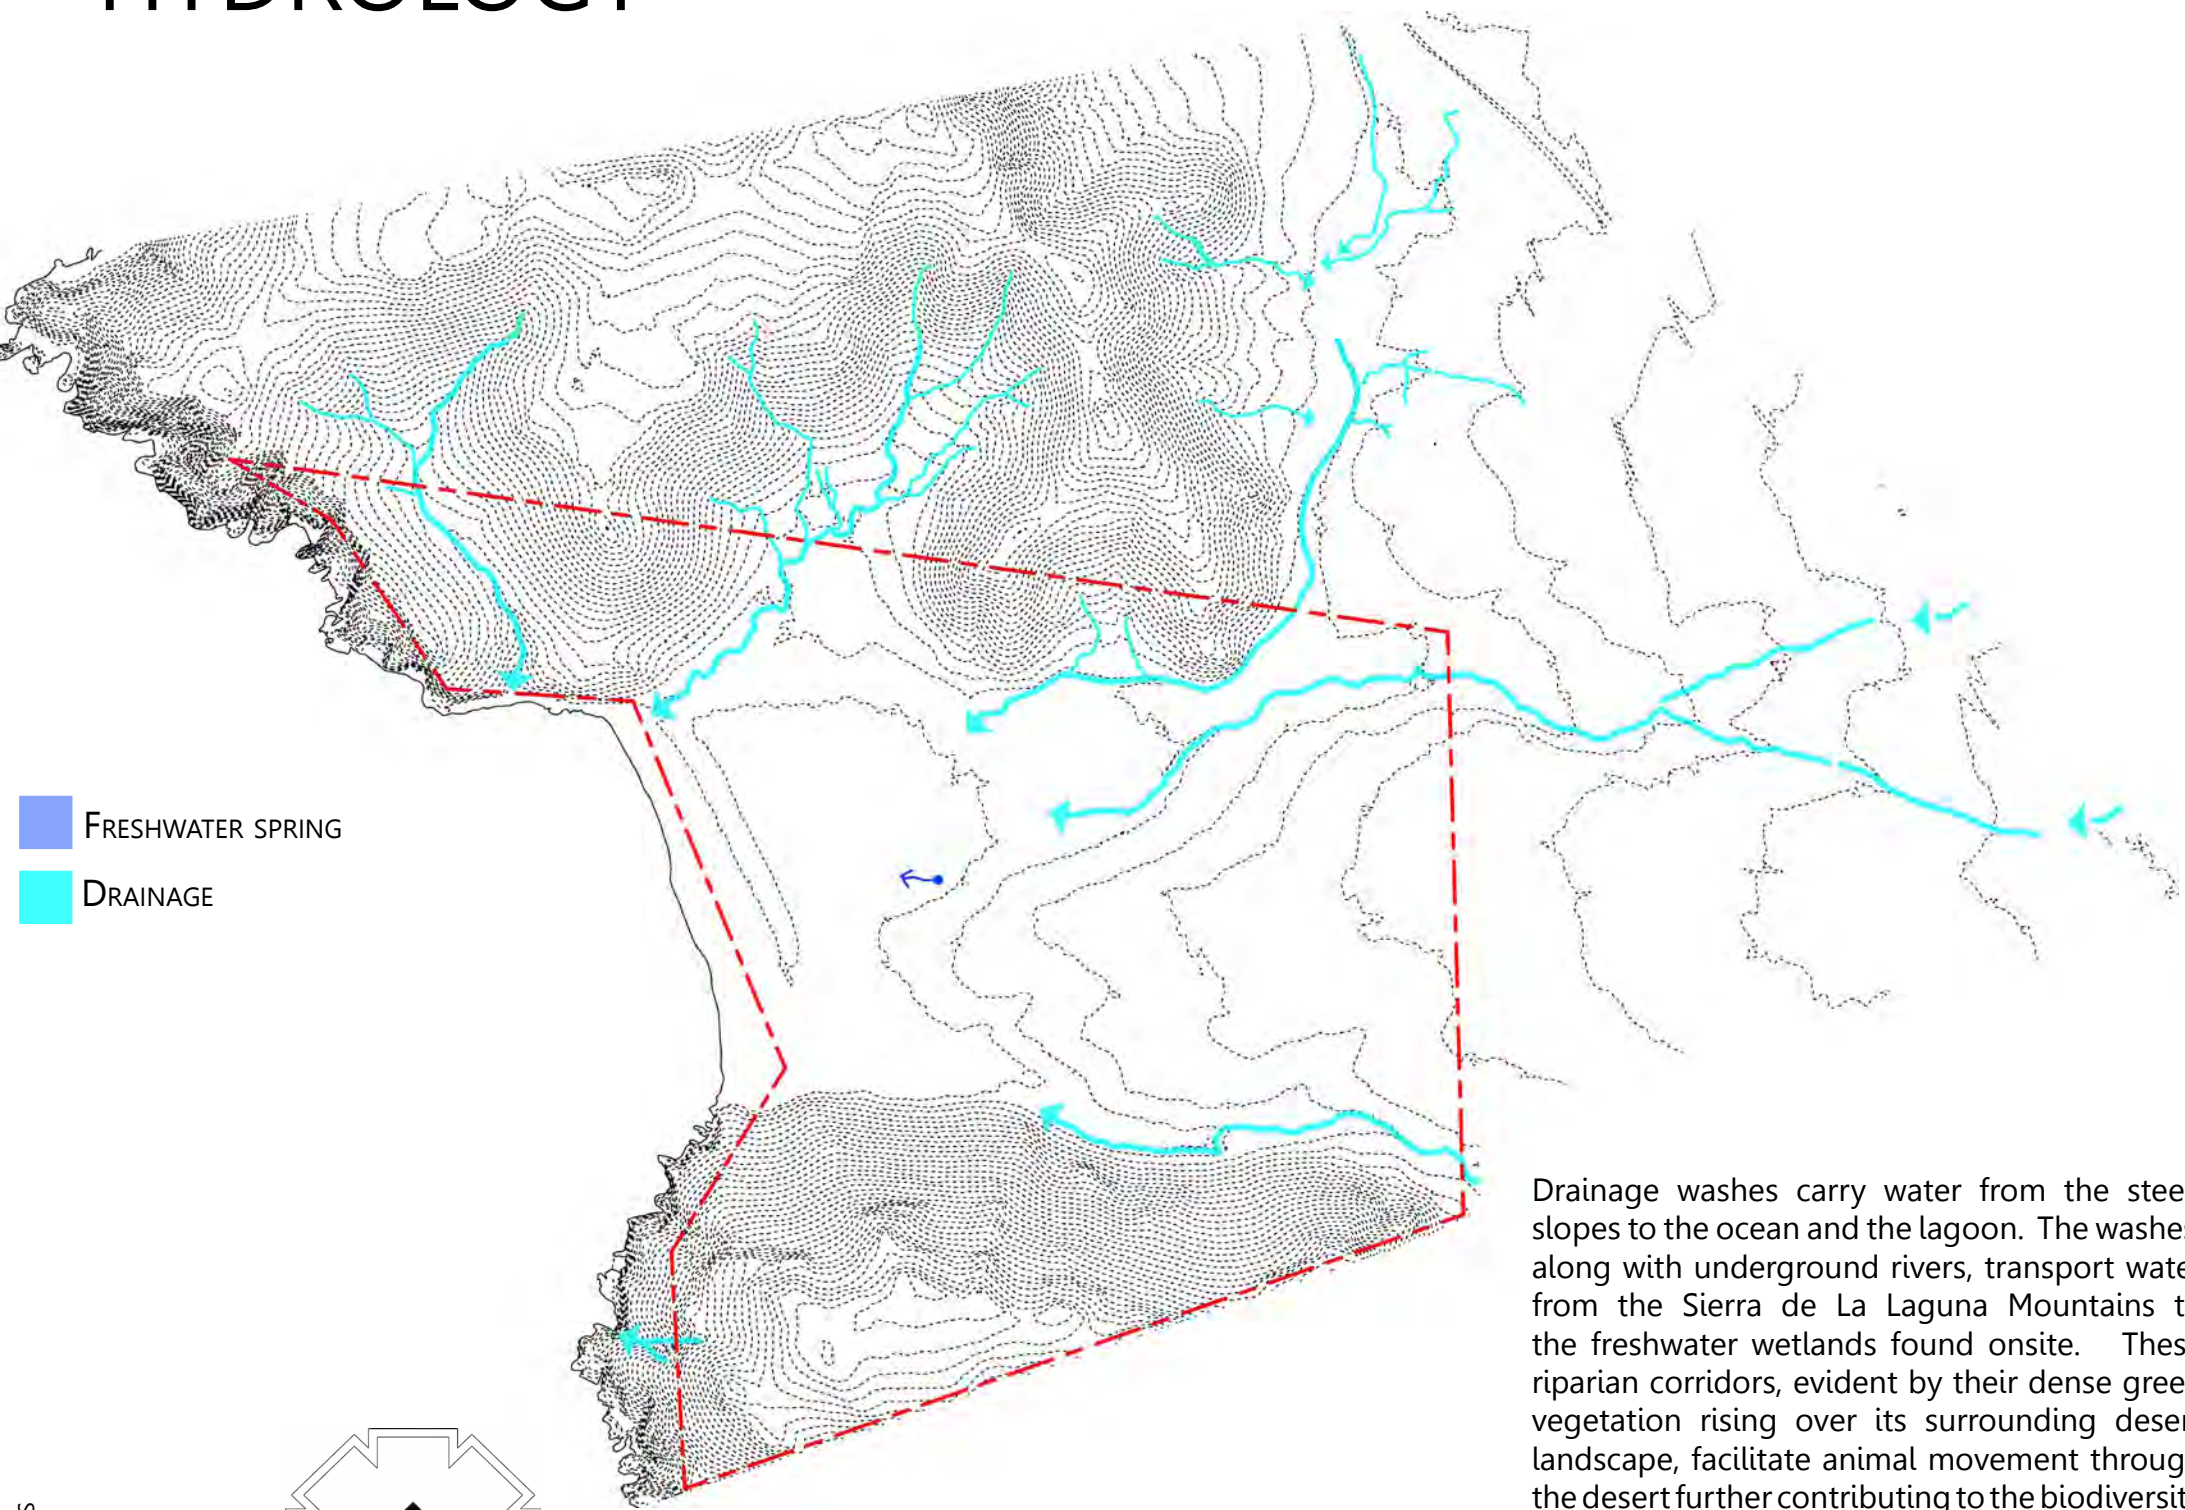 HYDROLOGY
FRESHWATER SPRING
DRAINAGE
Drainage washes carry water from the stee
slopes to the ocean and the lagoon. The washes
along with underground rivers, transport wate
from the Sierra de La Laguna Mountains t
the freshwater wetlands found onsite. Thes
riparian corridors, evident by their dense gree
vegetation rising over its surrounding deser
landscape, facilitate animal movement throug
the desert further contributing to the biodiversit